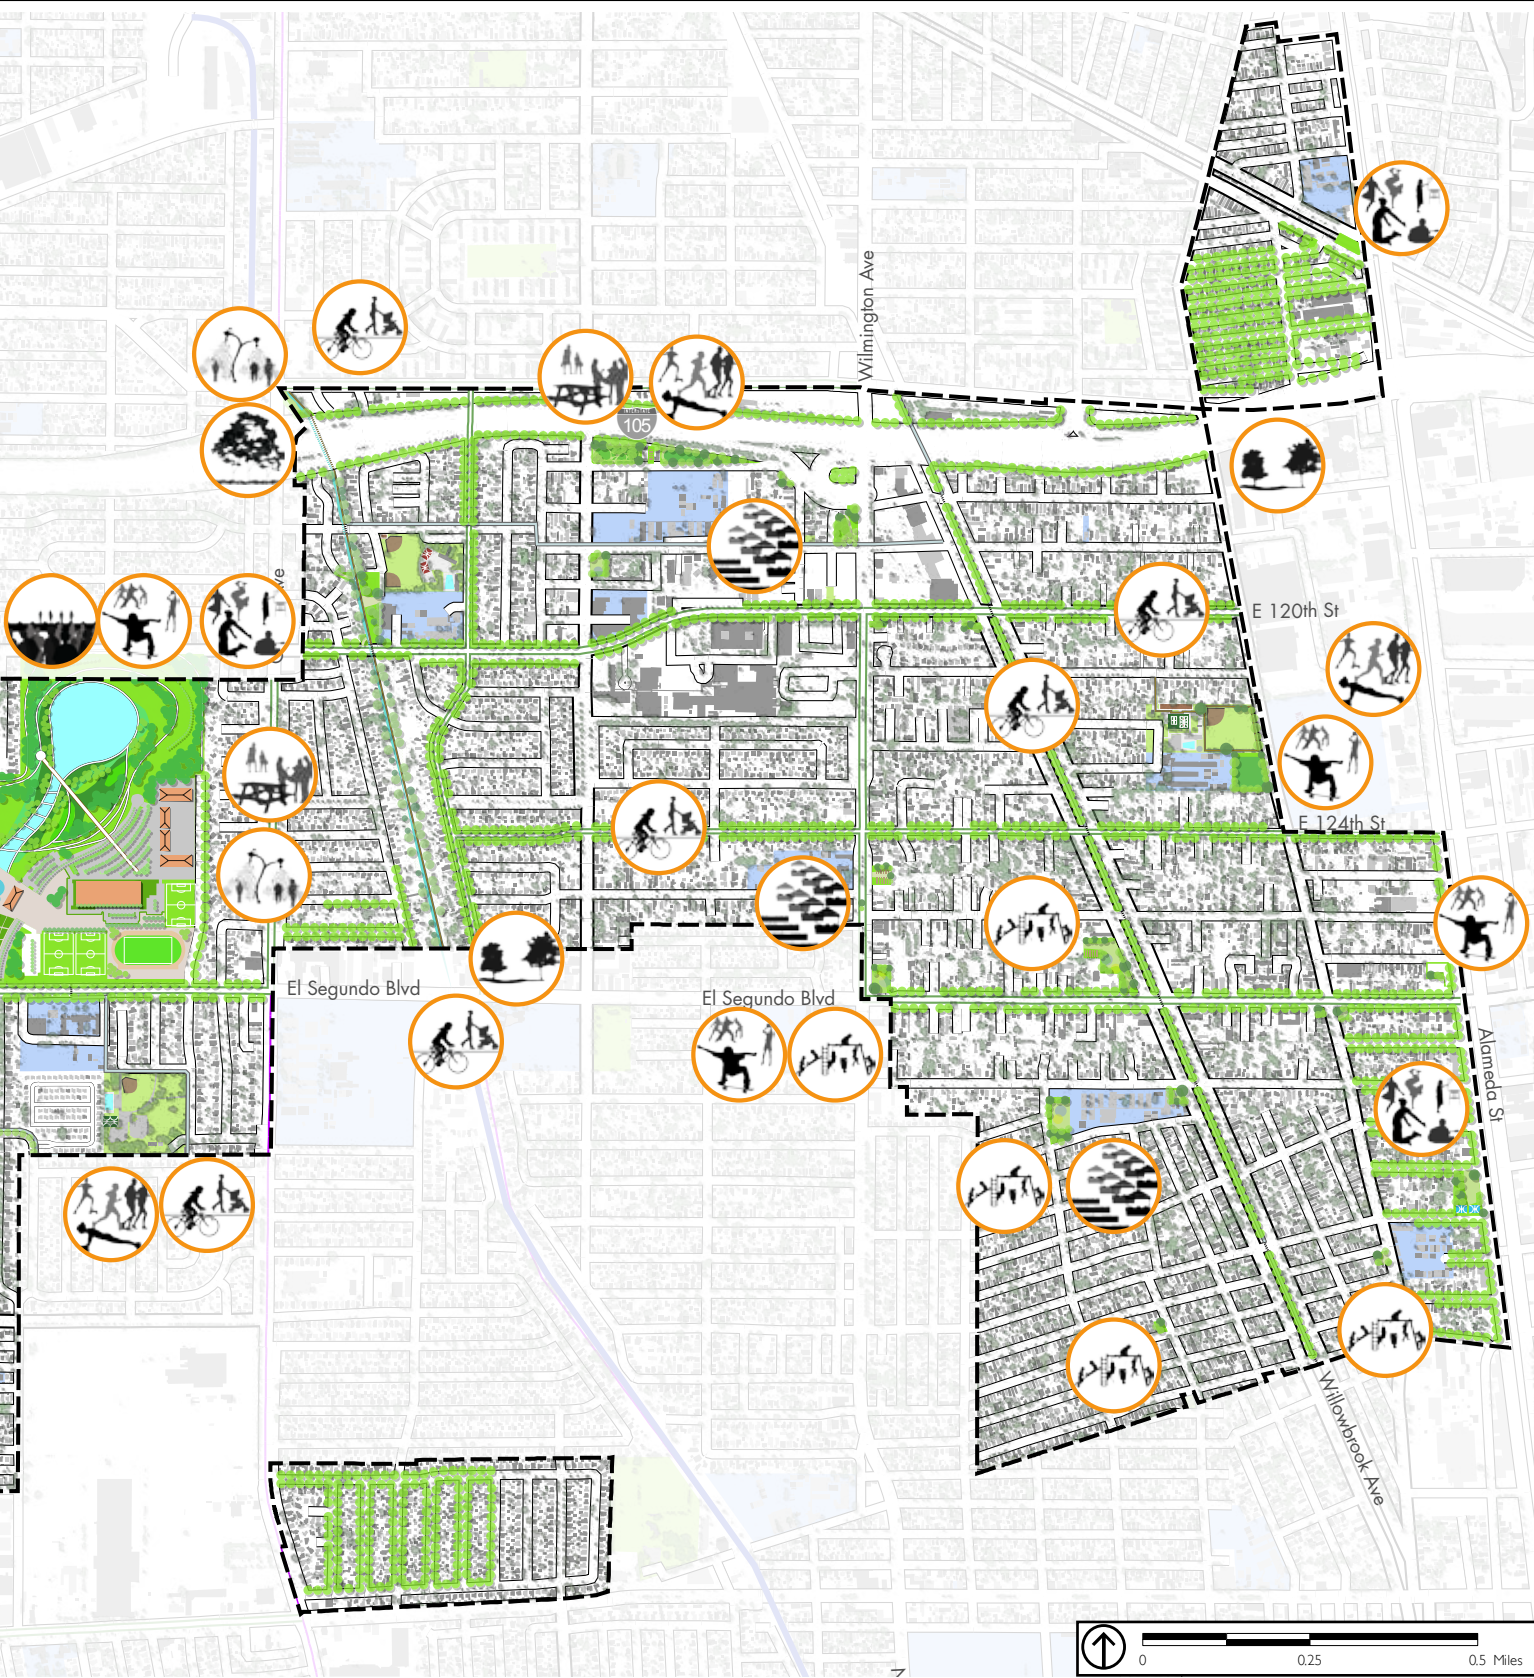 Wilmington Ave
105
Ave
E 120th St
E 124th St
El Segundo Blvd
El Segundo Blvd
Alameda St
Willowbrook Ave
0 0.25 0.5 Miles